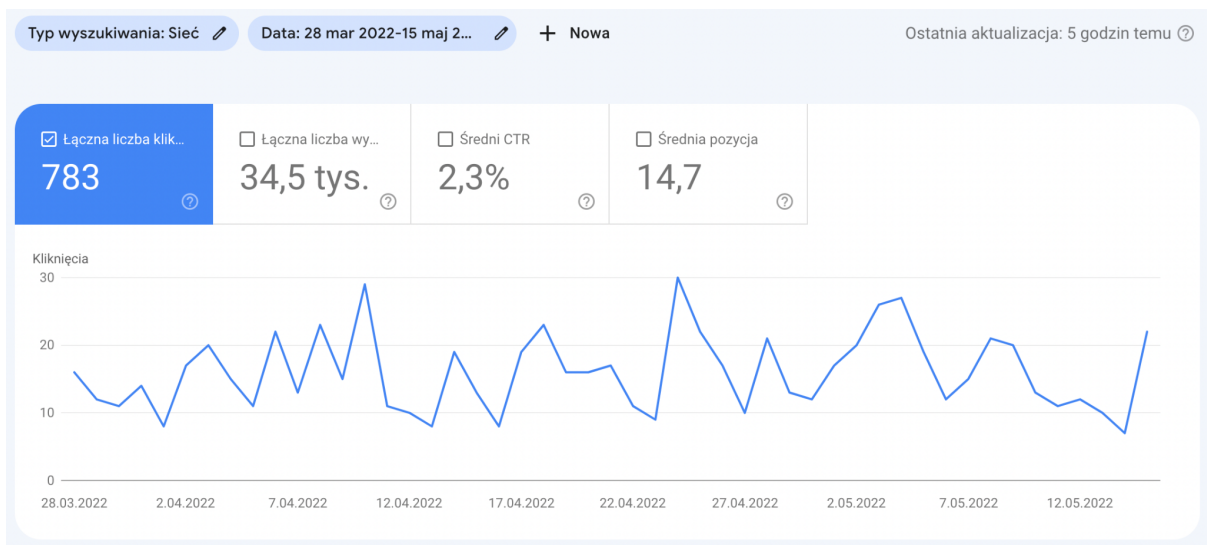 Typ wyszukiwania: Sieć
Data: 28 mar 2022-15 maj 2...
+ Nowa
Ostatnia aktualizacja: 5 godzin temu
Łączna liczba klik...
783
Łączna liczba wy...
34,5 tys.
Średni CTR
2,3%
Średnia pozycja
14,7
Kliknięcia
30
20
10
0
28.03.2022 2.04.2022 7.04.2022 12.04.2022 17.04.2022 22.04.2022 27.04.2022 2.05.2022 7.05.2022 12.05.2022